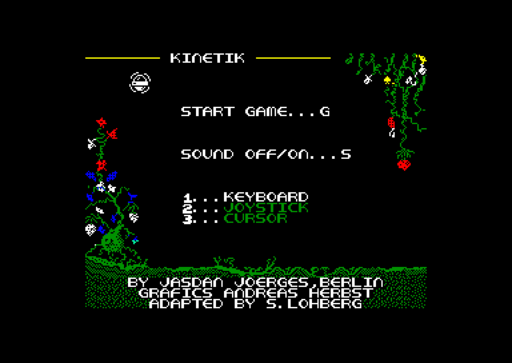 KINETIK
START GAME...G
SOUND OFF/ON...S
1...KEYBOARD
2...JOYSTICK
3...CURSOR
BY JASDAN JOERGES,BERLIN
GRAFICS ANDREAS HERBST
ADAPTED BY S.LOHBERG